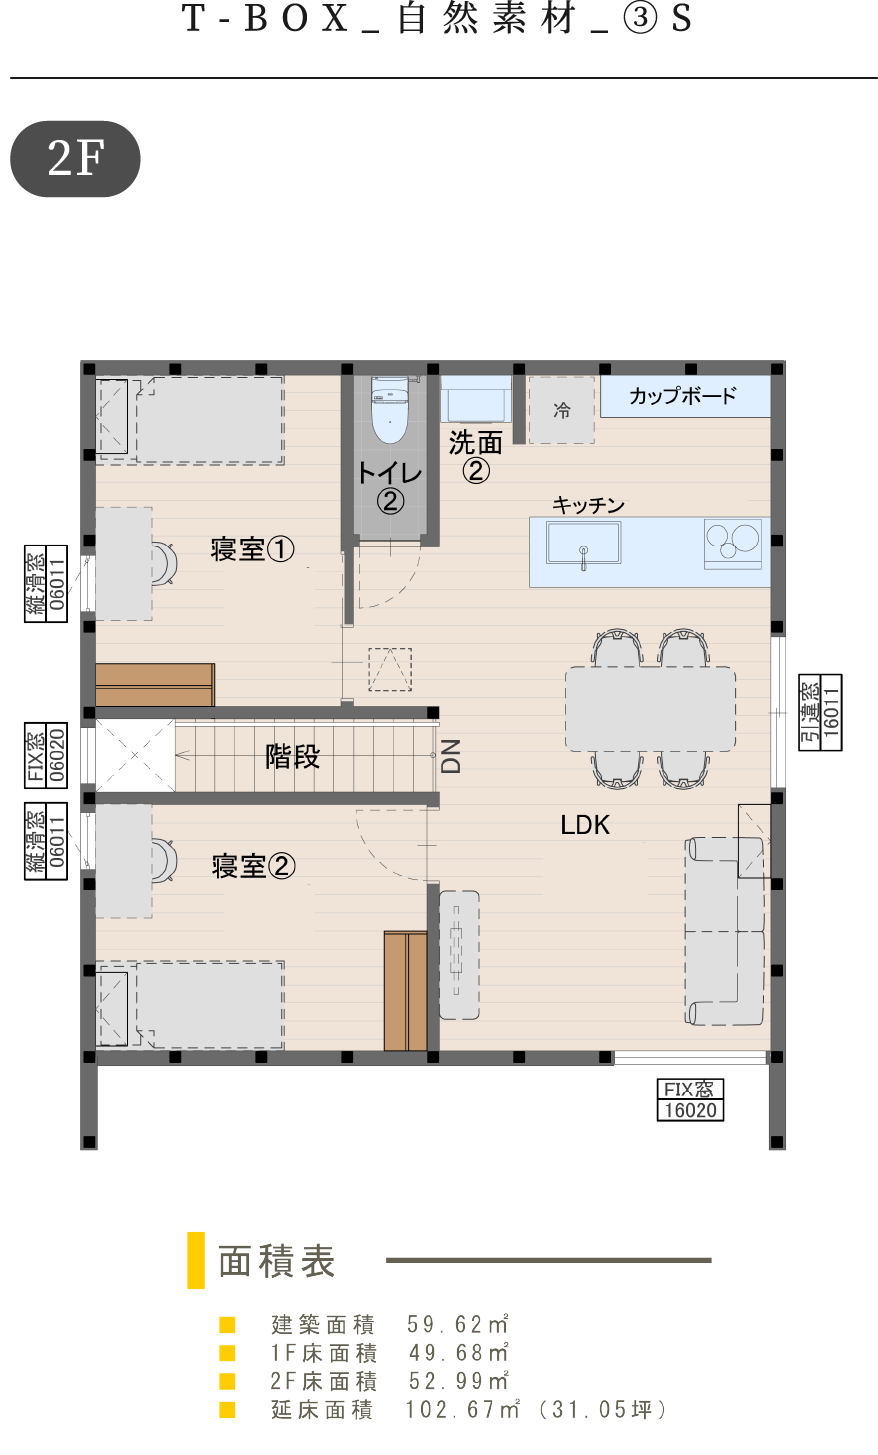 T-BOX_自然素材_③S
2F
カップボード
冷
洗面
②
トイレ
②
キッチン
寝室①
縦滑窓
06011
引違窓
16011
FIX窓
06020
階段
DN
縦滑窓
06011
LDK
寝室②
FIX窓
16020
面積表
建築面積 59.62㎡
1F床面積 49.68㎡
2F床面積 52.99㎡
延床面積 102.67㎡（31.05坪）